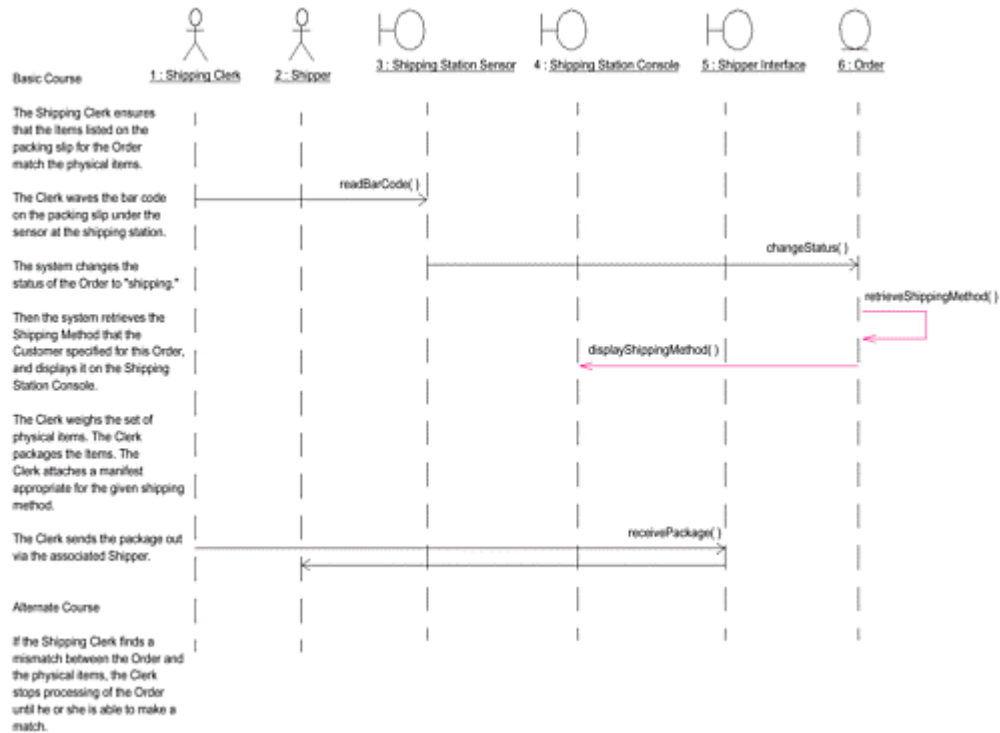 1 : Shipping Clerk
2 : Shipper
3 : Shipping Station Sensor
4 : Shipping Station Console
5 : Shipper Interface
6 : Order
Basic Course
The Shipping Clerk ensures
that the Items listed on the
packing slip for the Order
match the physical items.
readBarCode( )
The Clerk waves the bar code
on the packing slip under the
sensor at the shipping station.
changeStatus( )
The system changes the
status of the Order to "shipping."
retrieveShippingMethod( )
Then the system retrieves the
Shipping Method that the
Customer specified for this Order,
and displays it on the Shipping
Station Console.
displayShippingMethod( )
The Clerk weighs the set of
physical items. The Clerk
packages the Items. The
Clerk attaches a manifest
appropriate for the given shipping
method.
receivePackage( )
The Clerk sends the package out
via the associated Shipper.
Alternate Course
If the Shipping Clerk finds a
mismatch between the Order and
the physical items, the Clerk
stops processing of the Order
until he or she is able to make a
match.